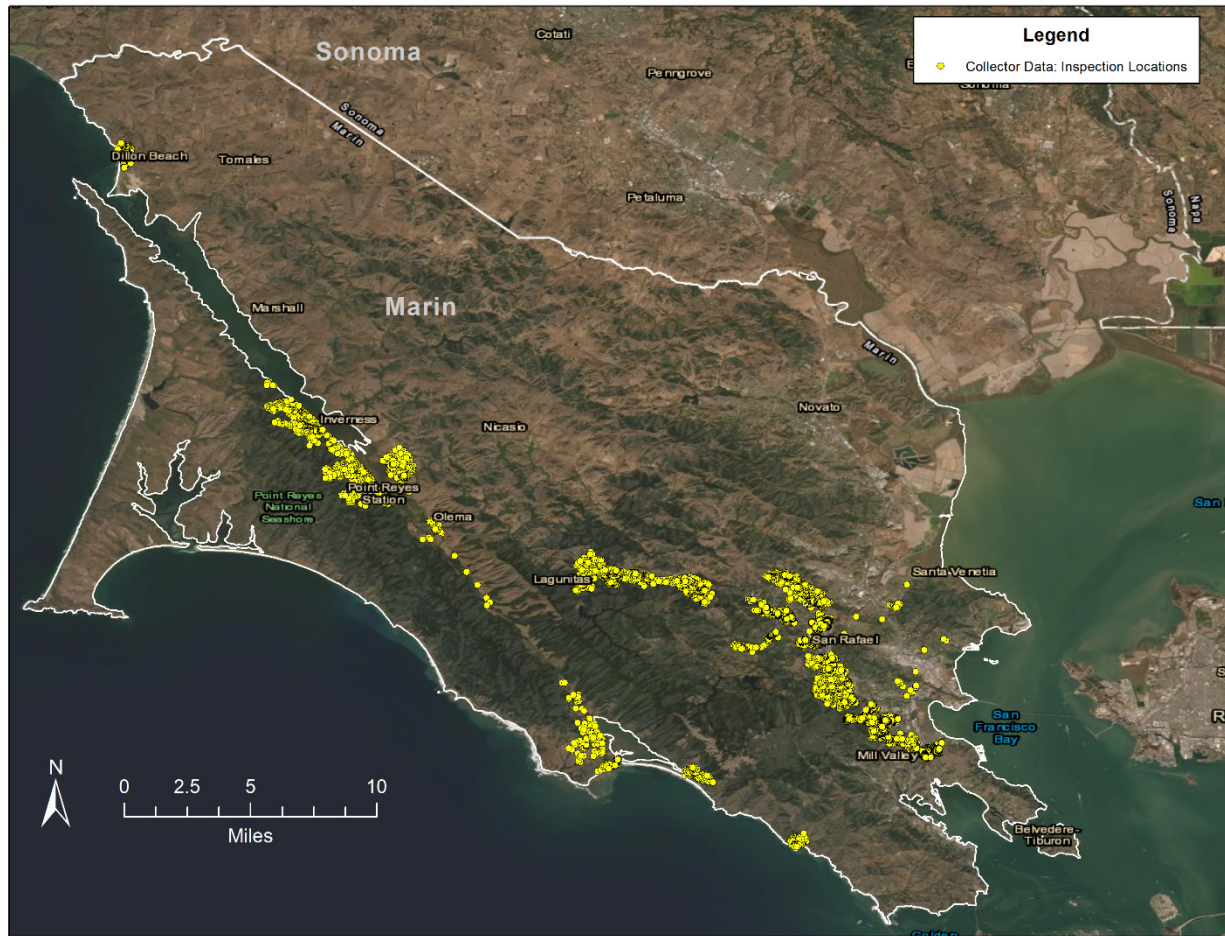 Sonoma
Cotati
Penngrove
Legend
Collector Data: Inspection Locations
Sonoma
Sonoma
Marin
Dillon Beach
Tomales
Petaluma
Sonoma
Napa
Marshall
Marin
Marin
Novato
Inverness
Nicasio
Point Reyes
National
Seashore
Point Reyes
Station
San
Olema
Lagunitas
Santa Venetia
San Rafael
San
Francisco
Bay
Mill Valley
N
0 2.5 5 10
Miles
Belvedere-
Tiburon